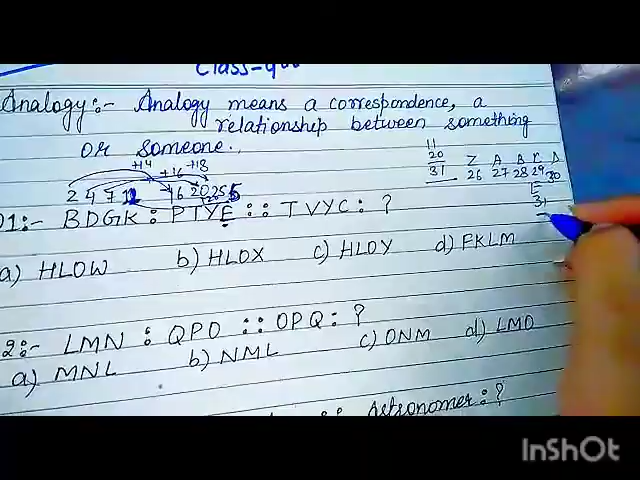 Class-
Analogy:- Analogy means a correspondence, a
relationship between something
or someone.
+14 +16 +18
11
20
31
Z A B C D
26 27 28 29 30
E
31
2 4 7 11 16 20 25 5
Q1:- BDGK : PTYE :: TVYC : ?
a) HLOW b) HLOX c) HLOY d) FKLM
2:- LMN : QPO :: OPQ : ?
a) MNL b) NML c) ONM d) LMO
Astronomer : ?
InShOt